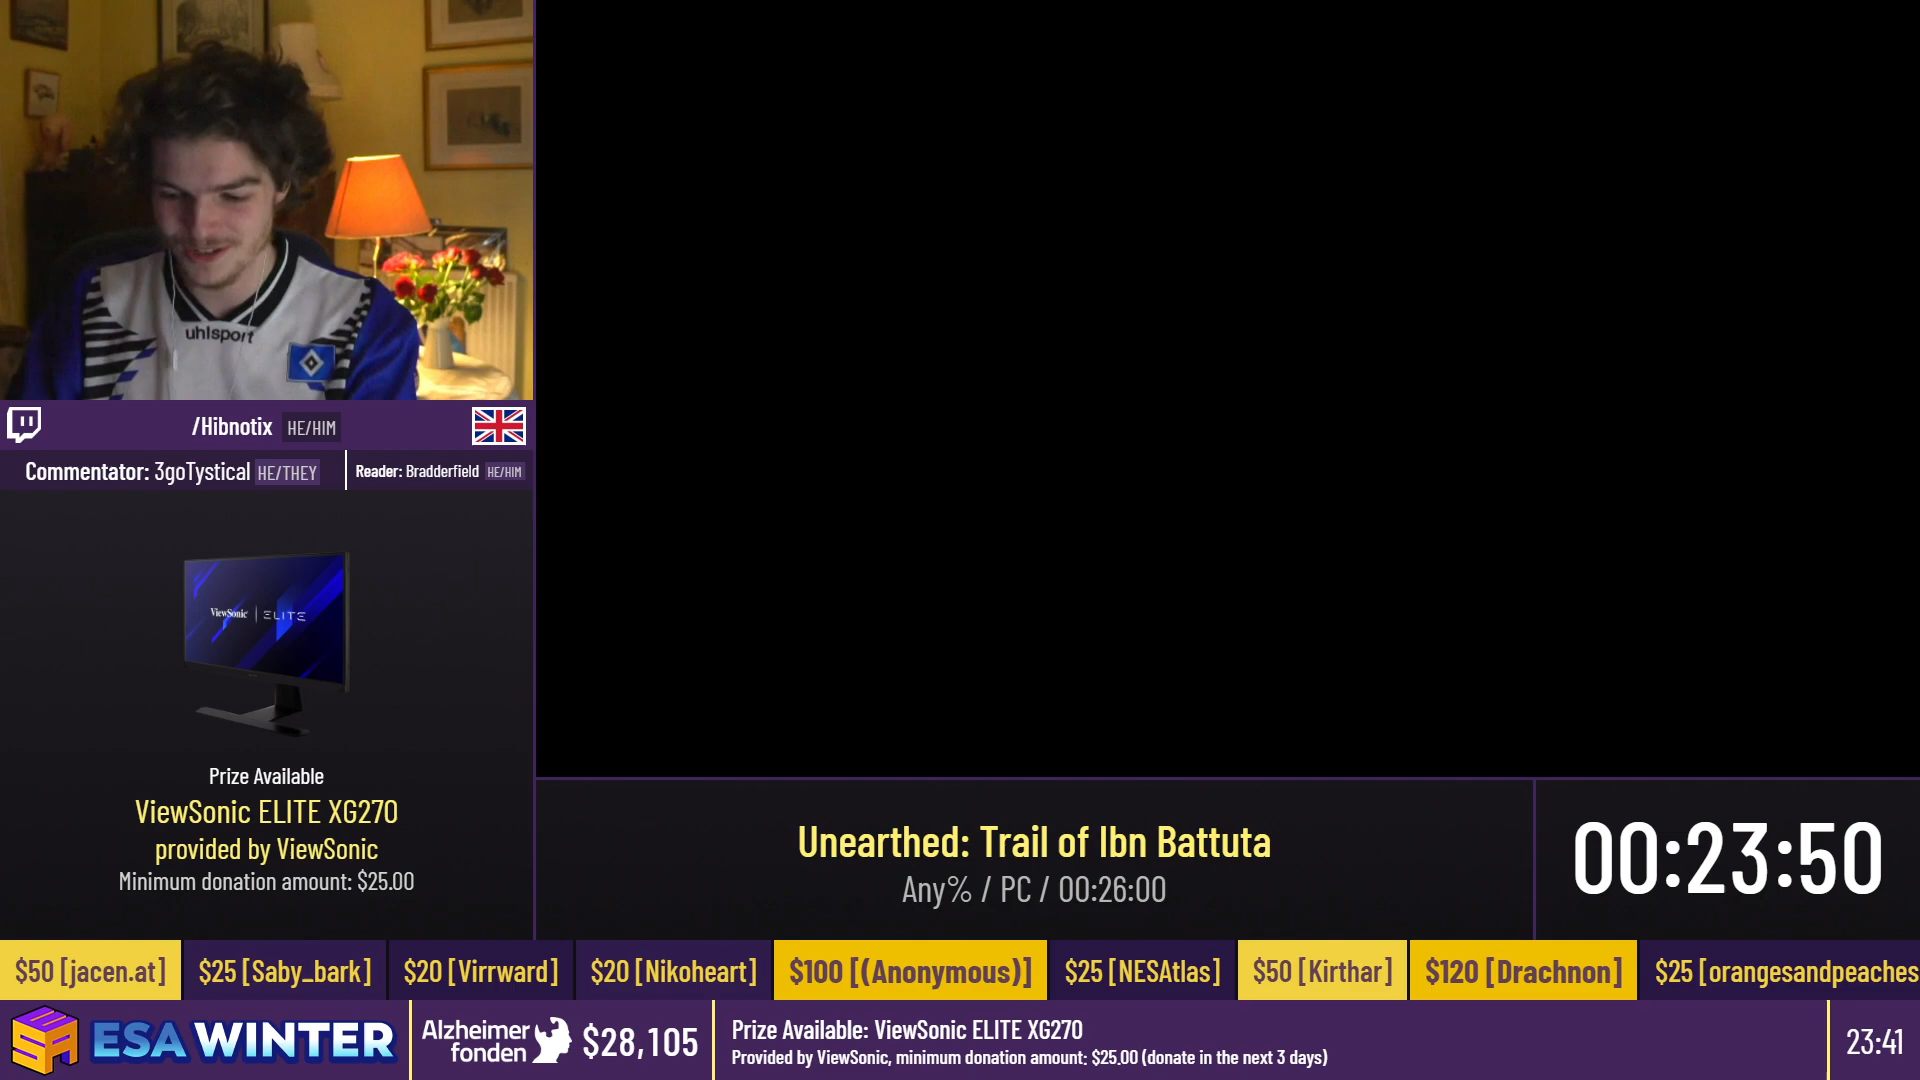 uhlsport
/Hibnotix HE/HIM
Commentator: 3goTystical HE/THEY
Reader: Bradderfield HE/HIM
ViewSonic ELITE
Prize Available
ViewSonic ELITE XG270
provided by ViewSonic
Minimum donation amount: $25.00
Unearthed: Trail of Ibn Battuta
Any% / PC / 00:26:00
00:23:50
$50 [jacen.at] $25 [Saby_bark] $20 [Virrward] $20 [Nikoheart] $100 [(Anonymous)] $25 [NESAtlas] $50 [Kirthar] $120 [Drachnon] $25 [orangesandpeaches
ESA WINTER
Alzheimer
fonden
$28,105
Prize Available: ViewSonic ELITE XG270
Provided by ViewSonic, minimum donation amount: $25.00 (donate in the next 3 days)
23:41